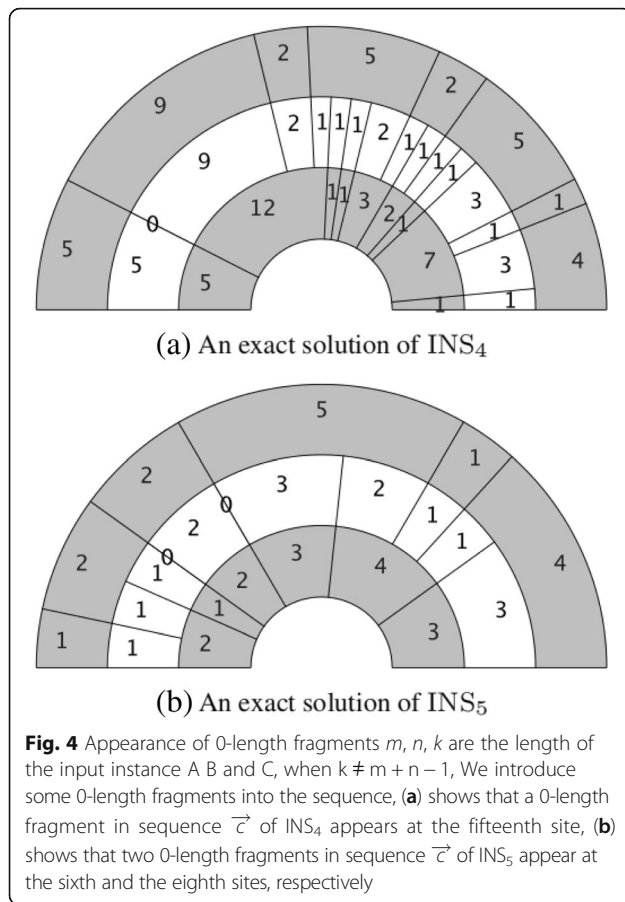 5 9 2 5 2 5 1 4
5 0 9 2 1 1 1 2 1 1 1 1 3 1 3 1
5 12 1 1 3 2 1 7 1
(a) An exact solution of INS₄
1 2 2 5 1 4
1 1 1 0 2 0 3 2 1 1 3
2 1 2 3 4 3
(b) An exact solution of INS₅
Fig. 4 Appearance of 0-length fragments m, n, k are the length of
the input instance A B and C, when k ≠ m + n − 1, We introduce
some 0-length fragments into the sequence, (a) shows that a 0-length
fragment in sequence c⃗ of INS₄ appears at the fifteenth site, (b)
shows that two 0-length fragments in sequence c⃗ of INS₅ appear at
the sixth and the eighth sites, respectively